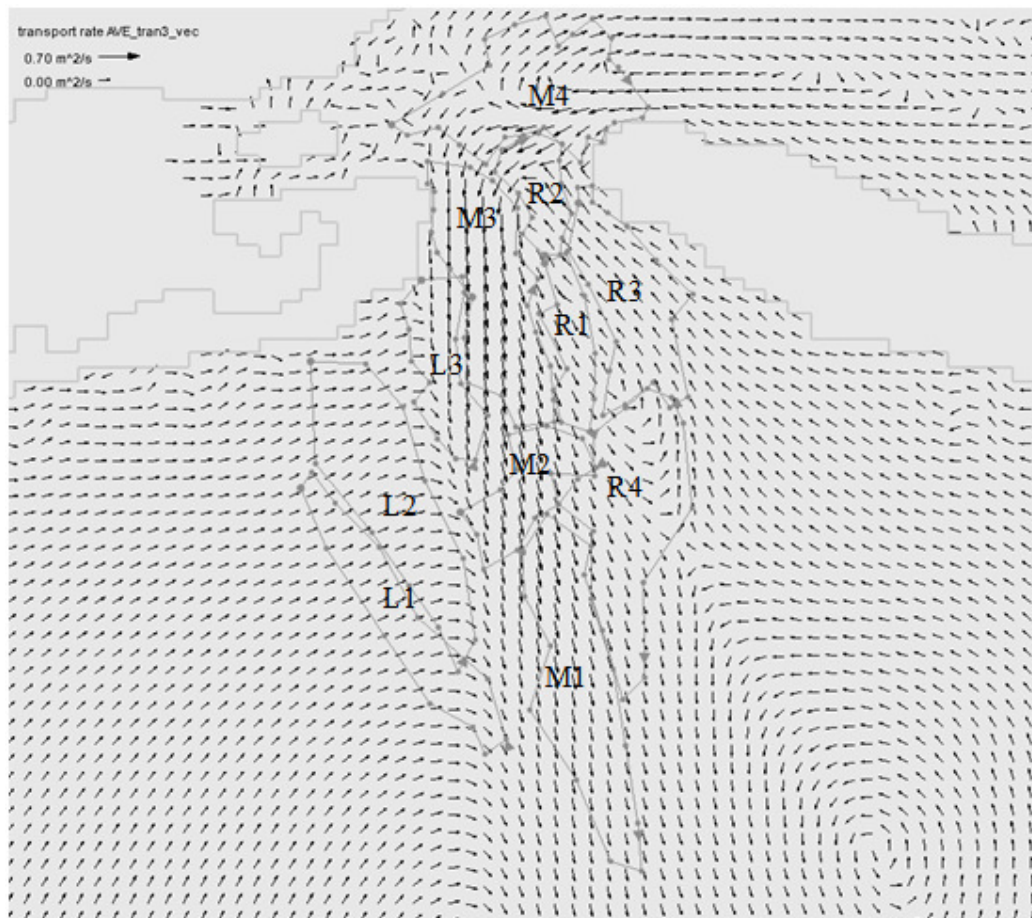 transport rate AVE_tran3_vec
0.70 m^2/s
0.00 m^2/s
M4
R2
M3
R3
R1
L3
M2
R4
L2
L1
M1